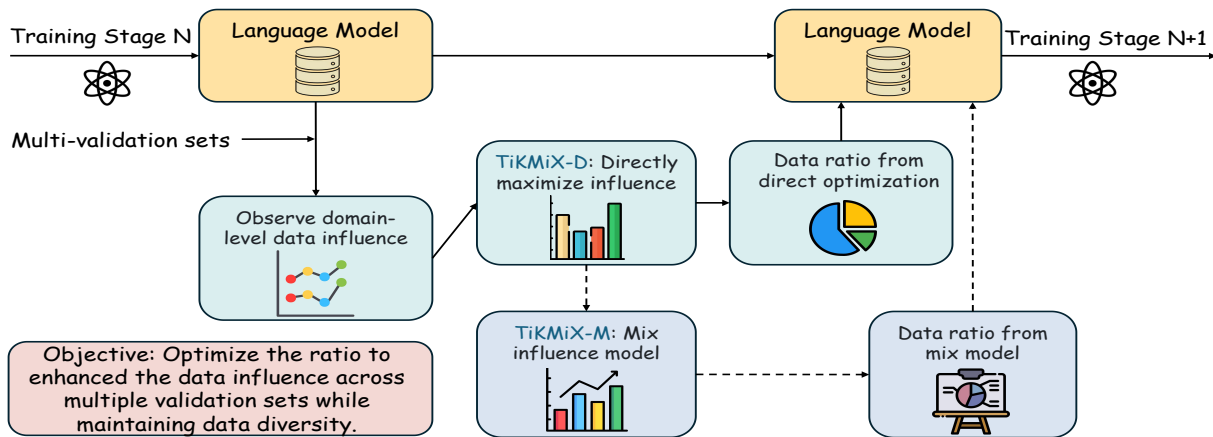 Training Stage N
Language Model
Language Model
Training Stage N+1
Multi-validation sets
Observe domain-
level data influence
TiKMiX-D: Directly
maximize influence
Data ratio from
direct optimization
TiKMiX-M: Mix
influence model
Data ratio from
mix model
Objective: Optimize the ratio to
enhanced the data influence across
multiple validation sets while
maintaining data diversity.